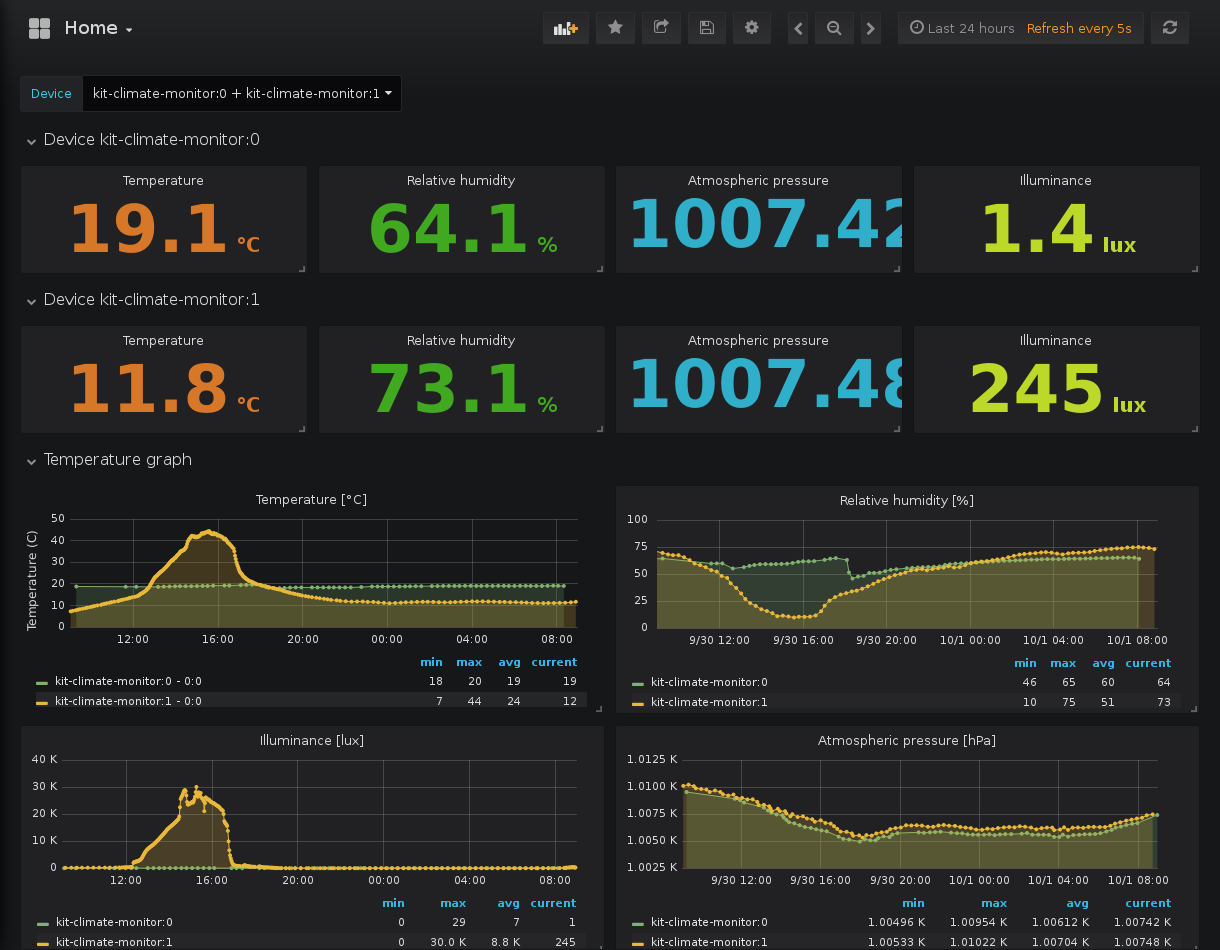 Home
Last 24 hours Refresh every 5s
Device kit-climate-monitor:0 + kit-climate-monitor:1
Device kit-climate-monitor:0
Temperature Relative humidity Atmospheric pressure Illuminance
19.1 °C 64.1 % 1007.42 1.4 lux
Device kit-climate-monitor:1
Temperature Relative humidity Atmospheric pressure Illuminance
11.8 °C 73.1 % 1007.48 245 lux
Temperature graph
Temperature [°C]
Temperature (C)
50
40
30
20
10
0
12:00 16:00 20:00 00:00 04:00 08:00
min max avg current
kit-climate-monitor:0 - 0:0 18 20 19 19
kit-climate-monitor:1 - 0:0 7 44 24 12
Relative humidity [%]
100
75
50
25
0
9/30 12:00 9/30 16:00 9/30 20:00 10/1 00:00 10/1 04:00 10/1 08:00
min max avg current
kit-climate-monitor:0 46 65 60 64
kit-climate-monitor:1 10 75 51 73
Illuminance [lux]
40 K
30 K
20 K
10 K
0
12:00 16:00 20:00 00:00 04:00 08:00
min max avg current
kit-climate-monitor:0 0 29 7 1
kit-climate-monitor:1 0 30.0 K 8.8 K 245
Atmospheric pressure [hPa]
1.0125 K
1.0100 K
1.0075 K
1.0050 K
1.0025 K
9/30 12:00 9/30 16:00 9/30 20:00 10/1 00:00 10/1 04:00 10/1 08:00
min max avg current
kit-climate-monitor:0 1.00496 K 1.00954 K 1.00612 K 1.00742 K
kit-climate-monitor:1 1.00533 K 1.01022 K 1.00704 K 1.00748 K